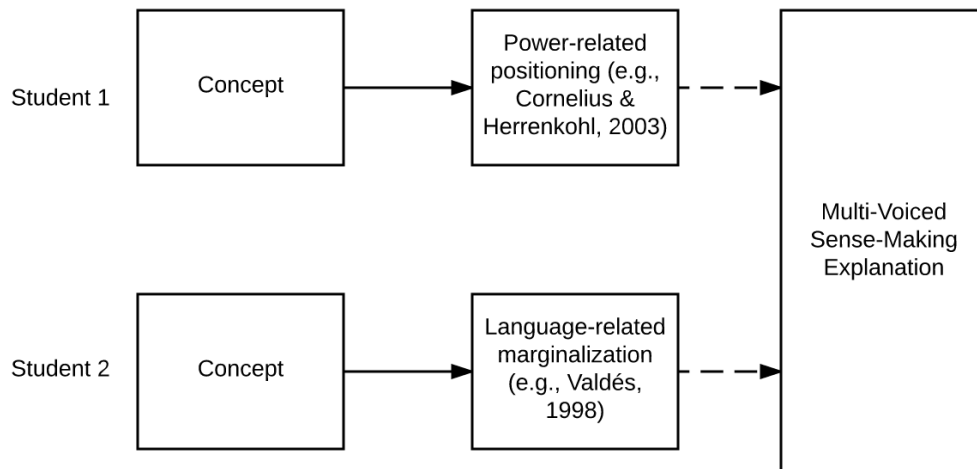 Student 1
Concept
Power-related
positioning (e.g.,
Cornelius &
Herrenkohl, 2003)
Multi-Voiced
Sense-Making
Explanation
Student 2
Concept
Language-related
marginalization
(e.g., Valdés,
1998)